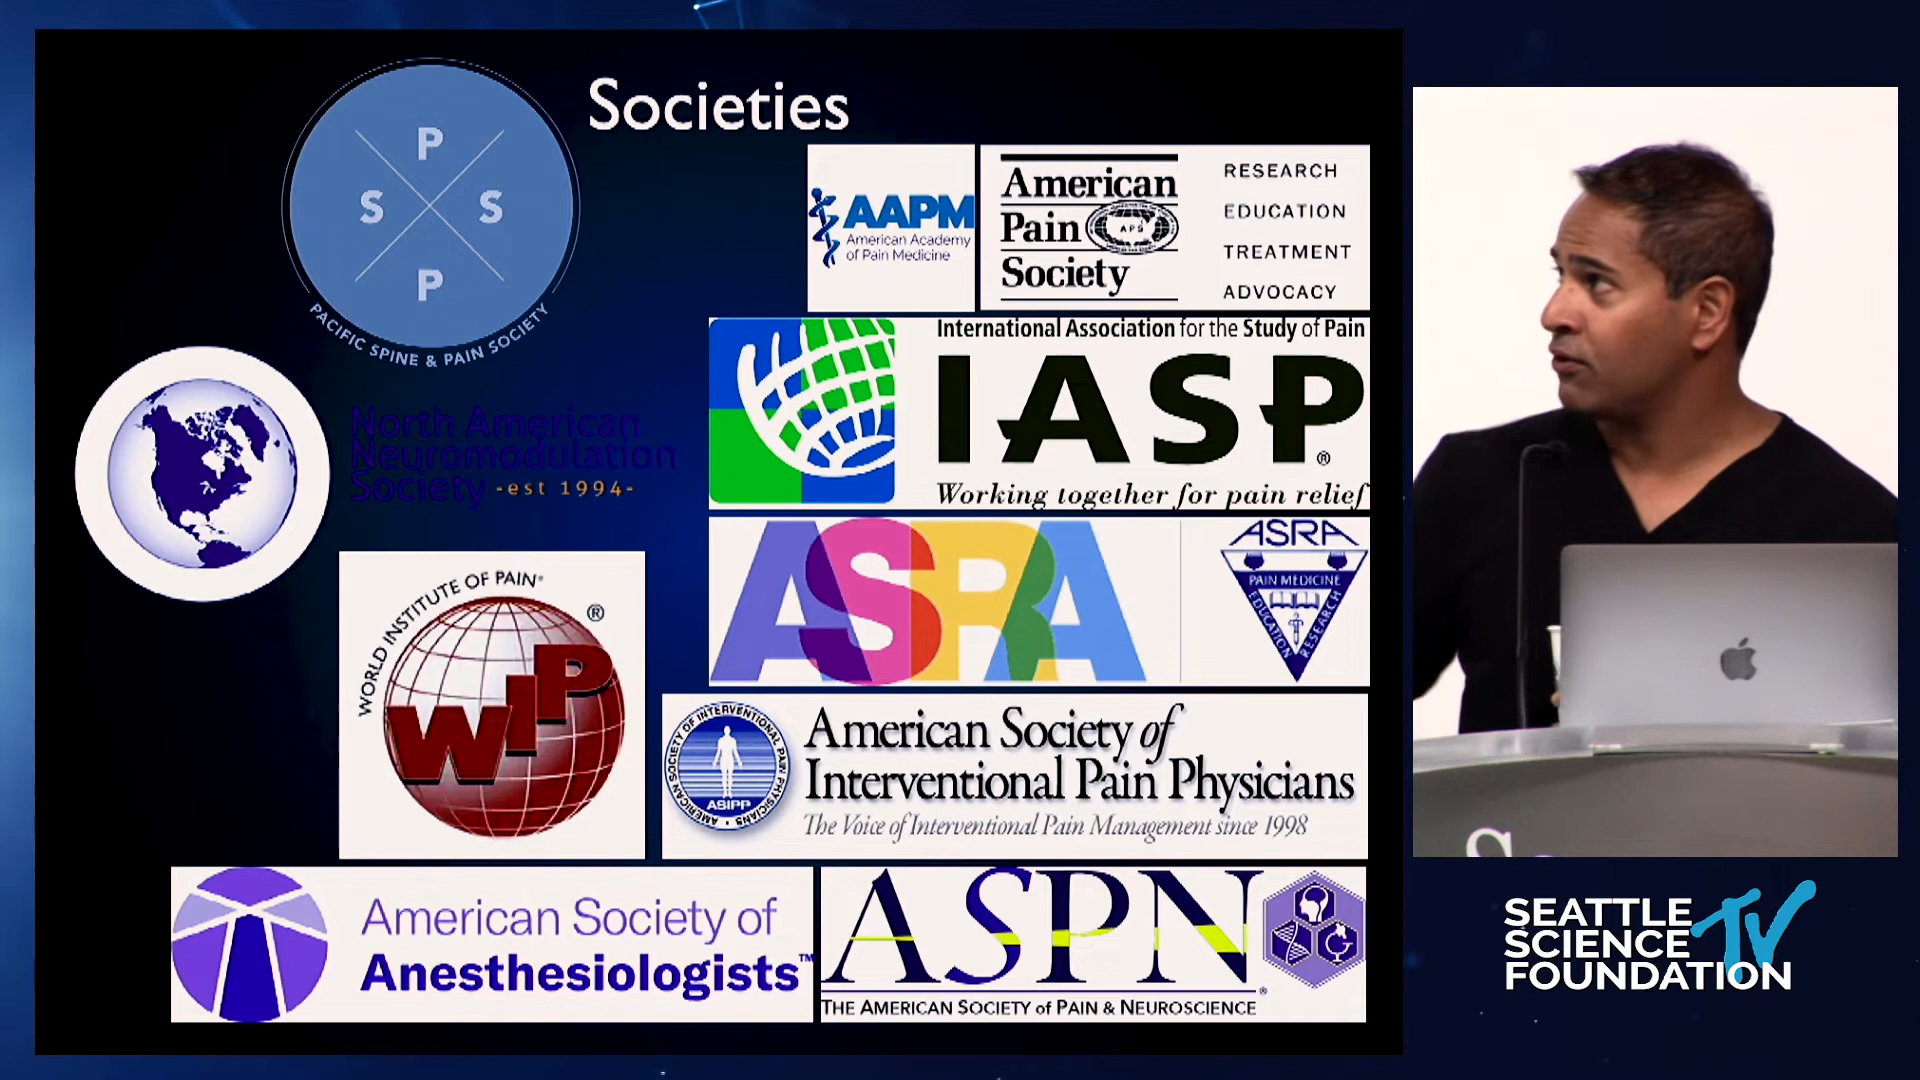 Societies
P
S S
P
PACIFIC SPINE & PAIN SOCIETY
AAPM
American Academy
of Pain Medicine
American
Pain
APS
Society
RESEARCH
EDUCATION
TREATMENT
ADVOCACY
North American
Neuromodulation
Society -est 1994-
International Association for the Study of Pain
IASP®
Working together for pain relief
ASRA
ASRA
PAIN MEDICINE
EDUCATION
RESEARCH
WORLD INSTITUTE OF PAIN®
®
WIP
AMERICAN SOCIETY OF INTERVENTIONAL PAIN PHYSICIANS
ASIPP
American Society of
Interventional Pain Physicians
The Voice of Interventional Pain Management since 1998
American Society of
Anesthesiologists™
ASPN®
THE AMERICAN SOCIETY of PAIN & NEUROSCIENCE
S
SEATTLE
SCIENCE
FOUNDATION
TV